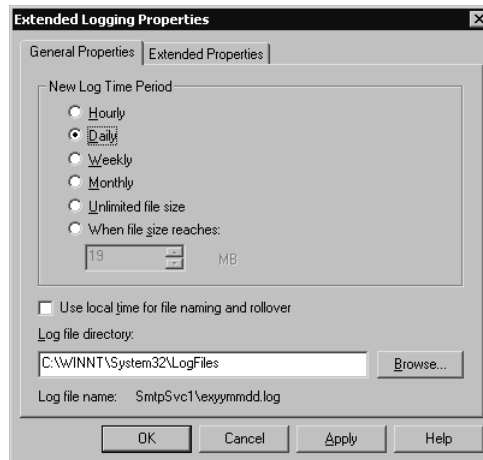 Extended Logging Properties
General Properties
Extended Properties
New Log Time Period
Hourly
Daily
Weekly
Monthly
Unlimited file size
When file size reaches:
19 MB
Use local time for file naming and rollover
Log file directory:
C:\WINNT\System32\LogFiles
Browse...
Log file name: SmtpSvc1\exyymmdd.log
OK Cancel Apply Help